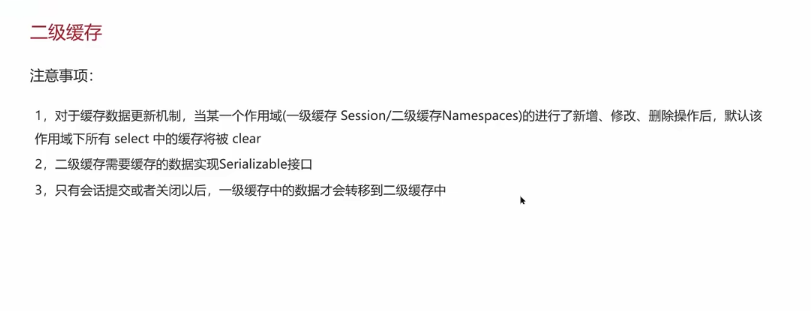 二级缓存
注意事项：
1，对于缓存数据更新机制，当某一个作用域(一级缓存 Session/二级缓存Namespaces)的进行了新增、修改、删除操作后，默认该
作用域下所有 select 中的缓存将被 clear
2，二级缓存需要缓存的数据实现Serializable接口
3，只有会话提交或者关闭以后，一级缓存中的数据才会转移到二级缓存中